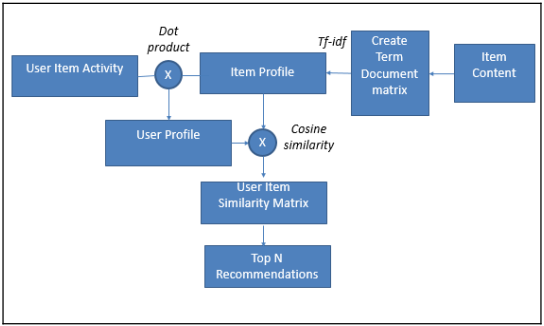 Dot
product
Tf-idf
User Item Activity
X
Item Profile
Create
Term
Document
matrix
Item
Content
User Profile
X
Cosine
similarity
User Item
Similarity Matrix
Top N
Recommendations